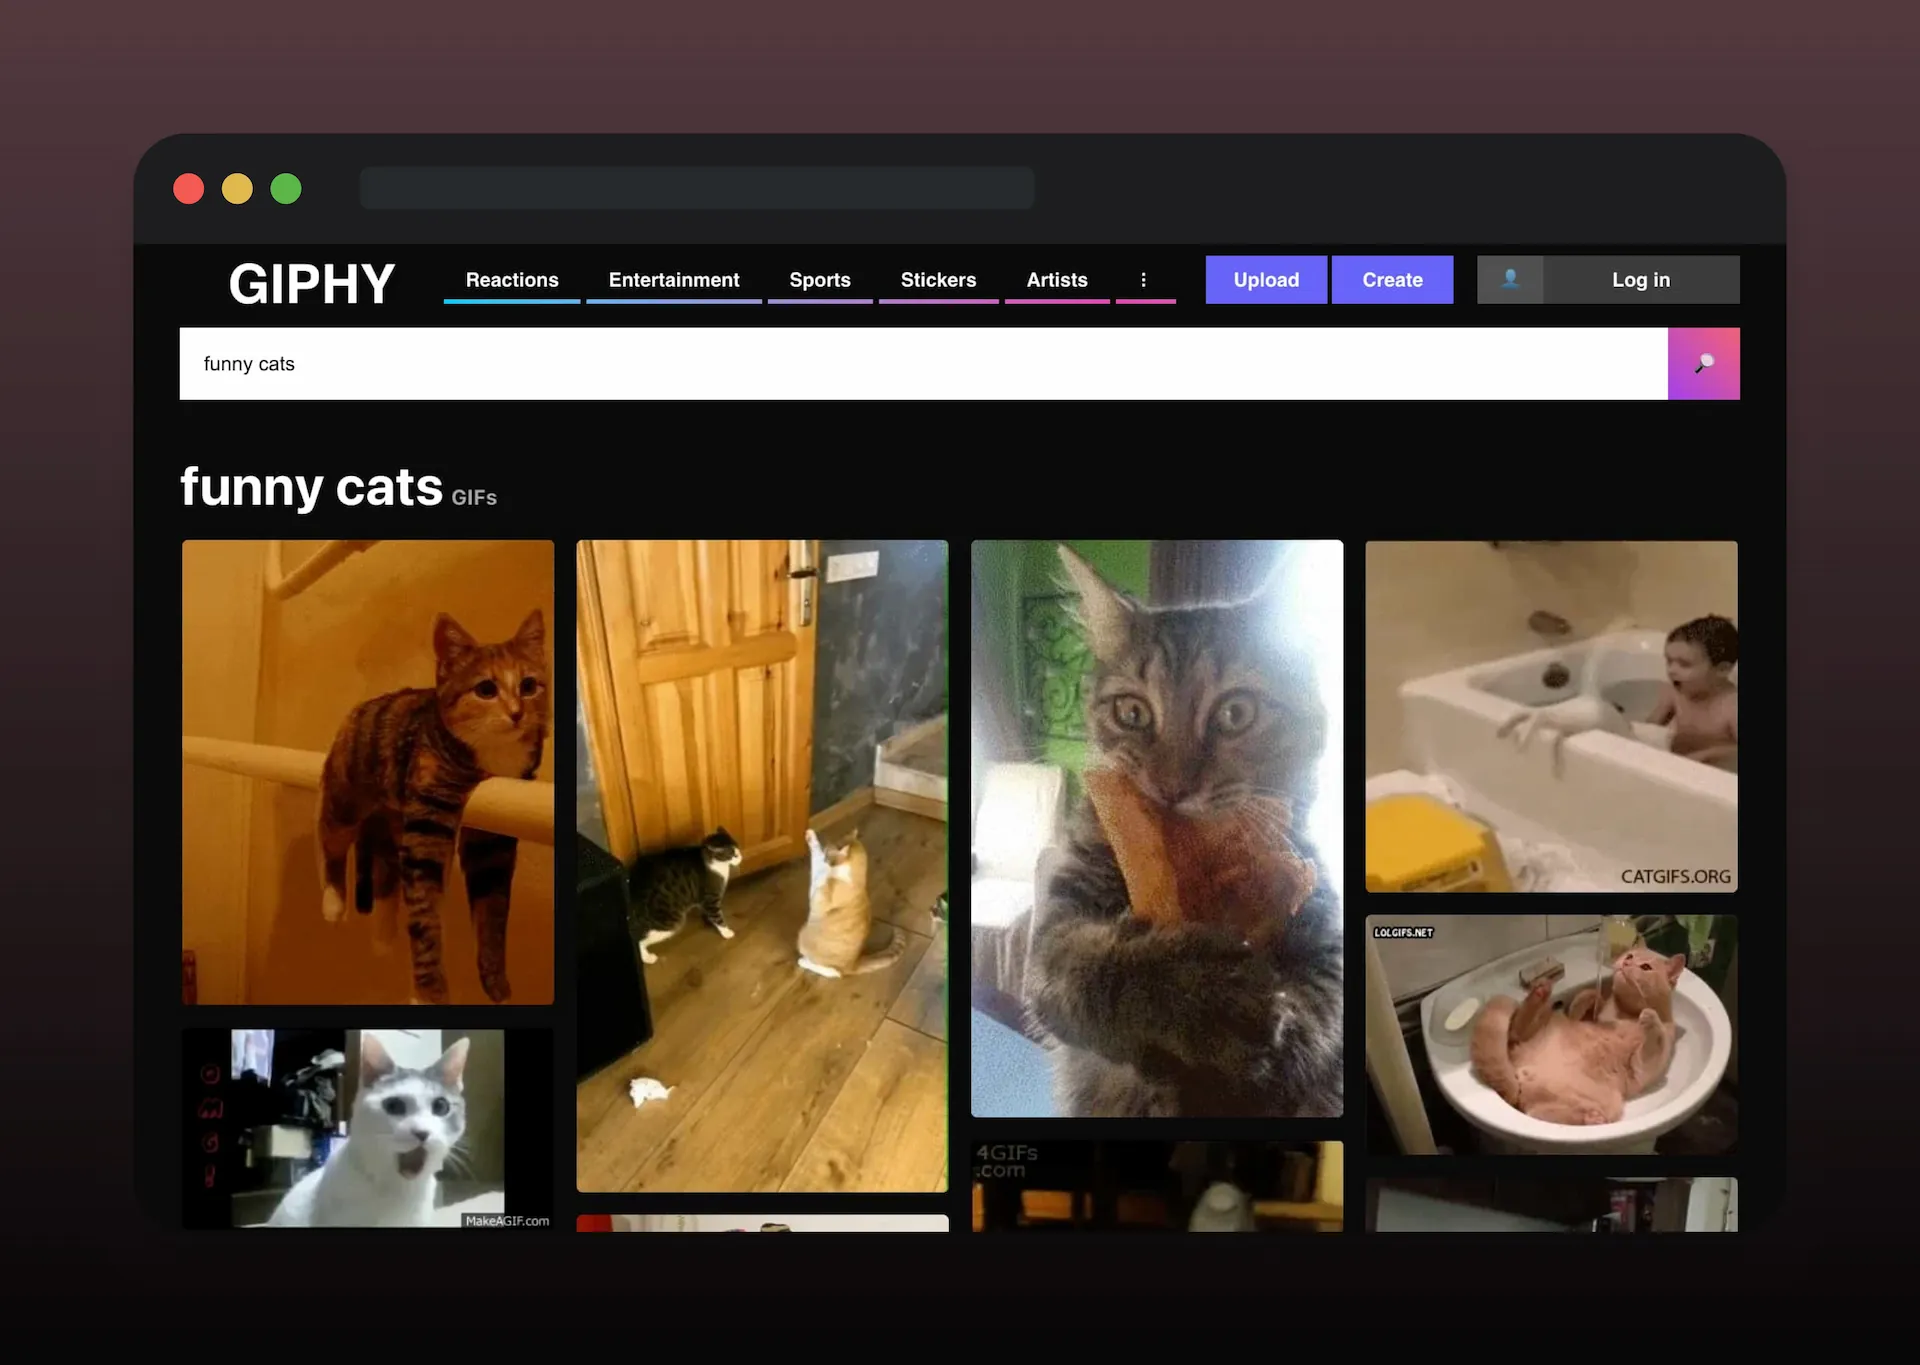 GIPHY
Reactions
Entertainment
Sports
Stickers
Artists
Upload
Create
Log in
funny cats
funny cats GIFs
CATGIFS.ORG
LOLGIFS.NET
O
M
G
!
MakeAGIF.com
4GIFs
.com